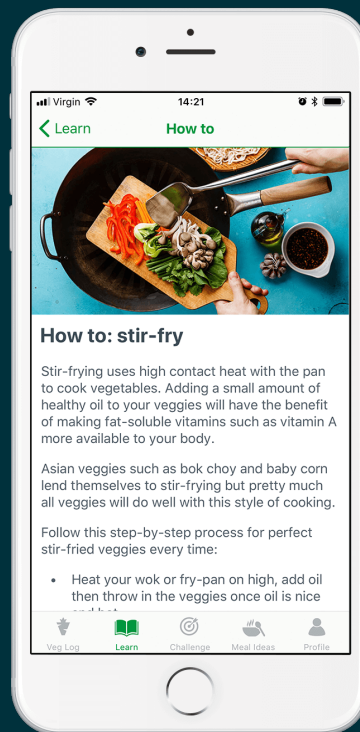 Virgin 14:21
Learn How to
How to: stir-fry
Stir-frying uses high contact heat with the pan
to cook vegetables. Adding a small amount of
healthy oil to your veggies will have the benefit
of making fat-soluble vitamins such as vitamin A
more available to your body.
Asian veggies such as bok choy and baby corn
lend themselves to stir-frying but pretty much
all veggies will do well with this style of cooking.
Follow this step-by-step process for perfect
stir-fried veggies every time:
• Heat your wok or fry-pan on high, add oil
then throw in the veggies once oil is nice
Veg Log Learn Challenge Meal Ideas Profile